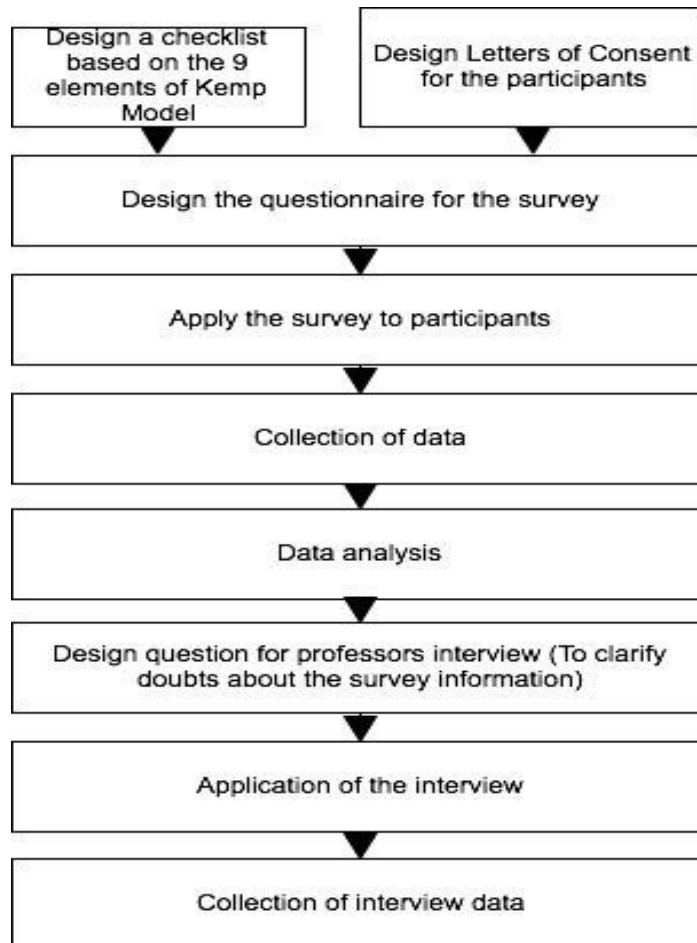 Design a checklist
based on the 9
elements of Kemp
Model
Design Letters of Consent
for the participants
Design the questionnaire for the survey
Apply the survey to participants
Collection of data
Data analysis
Design question for professors interview (To clarify
doubts about the survey information)
Application of the interview
Collection of interview data